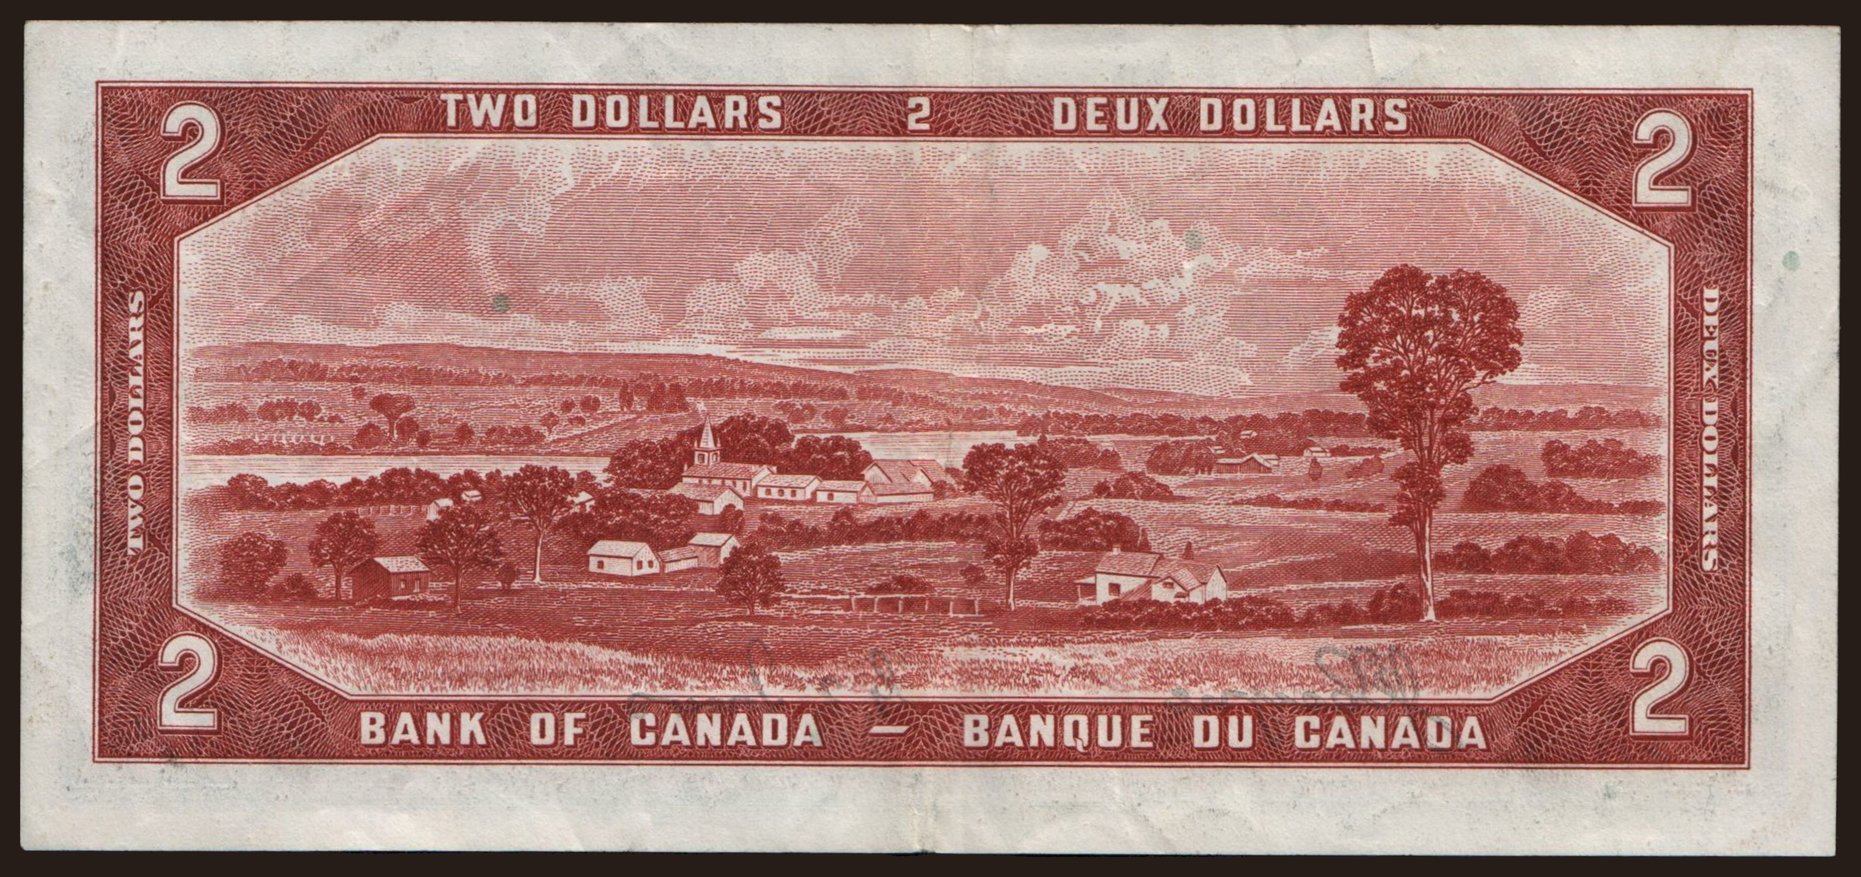 TWO DOLLARS 2 DEUX DOLLARS
2 2
TWO DOLLARS
DEUX DOLLARS
2 2
BANK OF CANADA – BANQUE DU CANADA